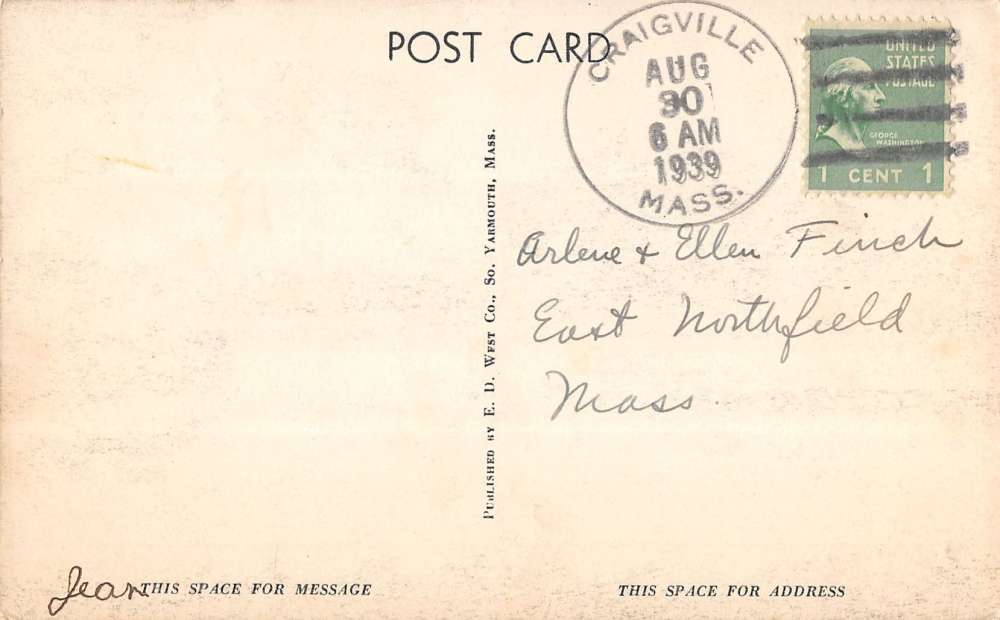 POST CARD
CRAIGVILLE
AUG
30
6 AM
1939
MASS.
UNITED
STATES
POSTAGE
GEORGE
WASHINGTON
1 CENT 1
Arlene + Ellen Finch
East Northfield
Mass.
PUBLISHED BY E. D. WEST CO., SO. YARMOUTH, MASS.
Jean
THIS SPACE FOR MESSAGE
THIS SPACE FOR ADDRESS